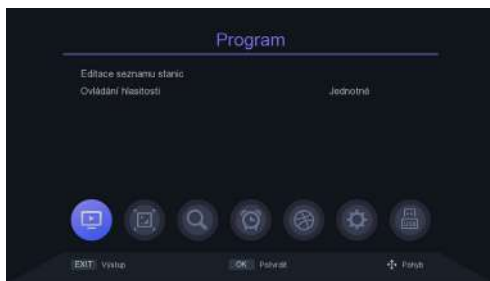 Program
Editace seznamu stanic
Ovládání hlasitosti Jednotné
EXIT Výstup OK Potvrdit Pohyb